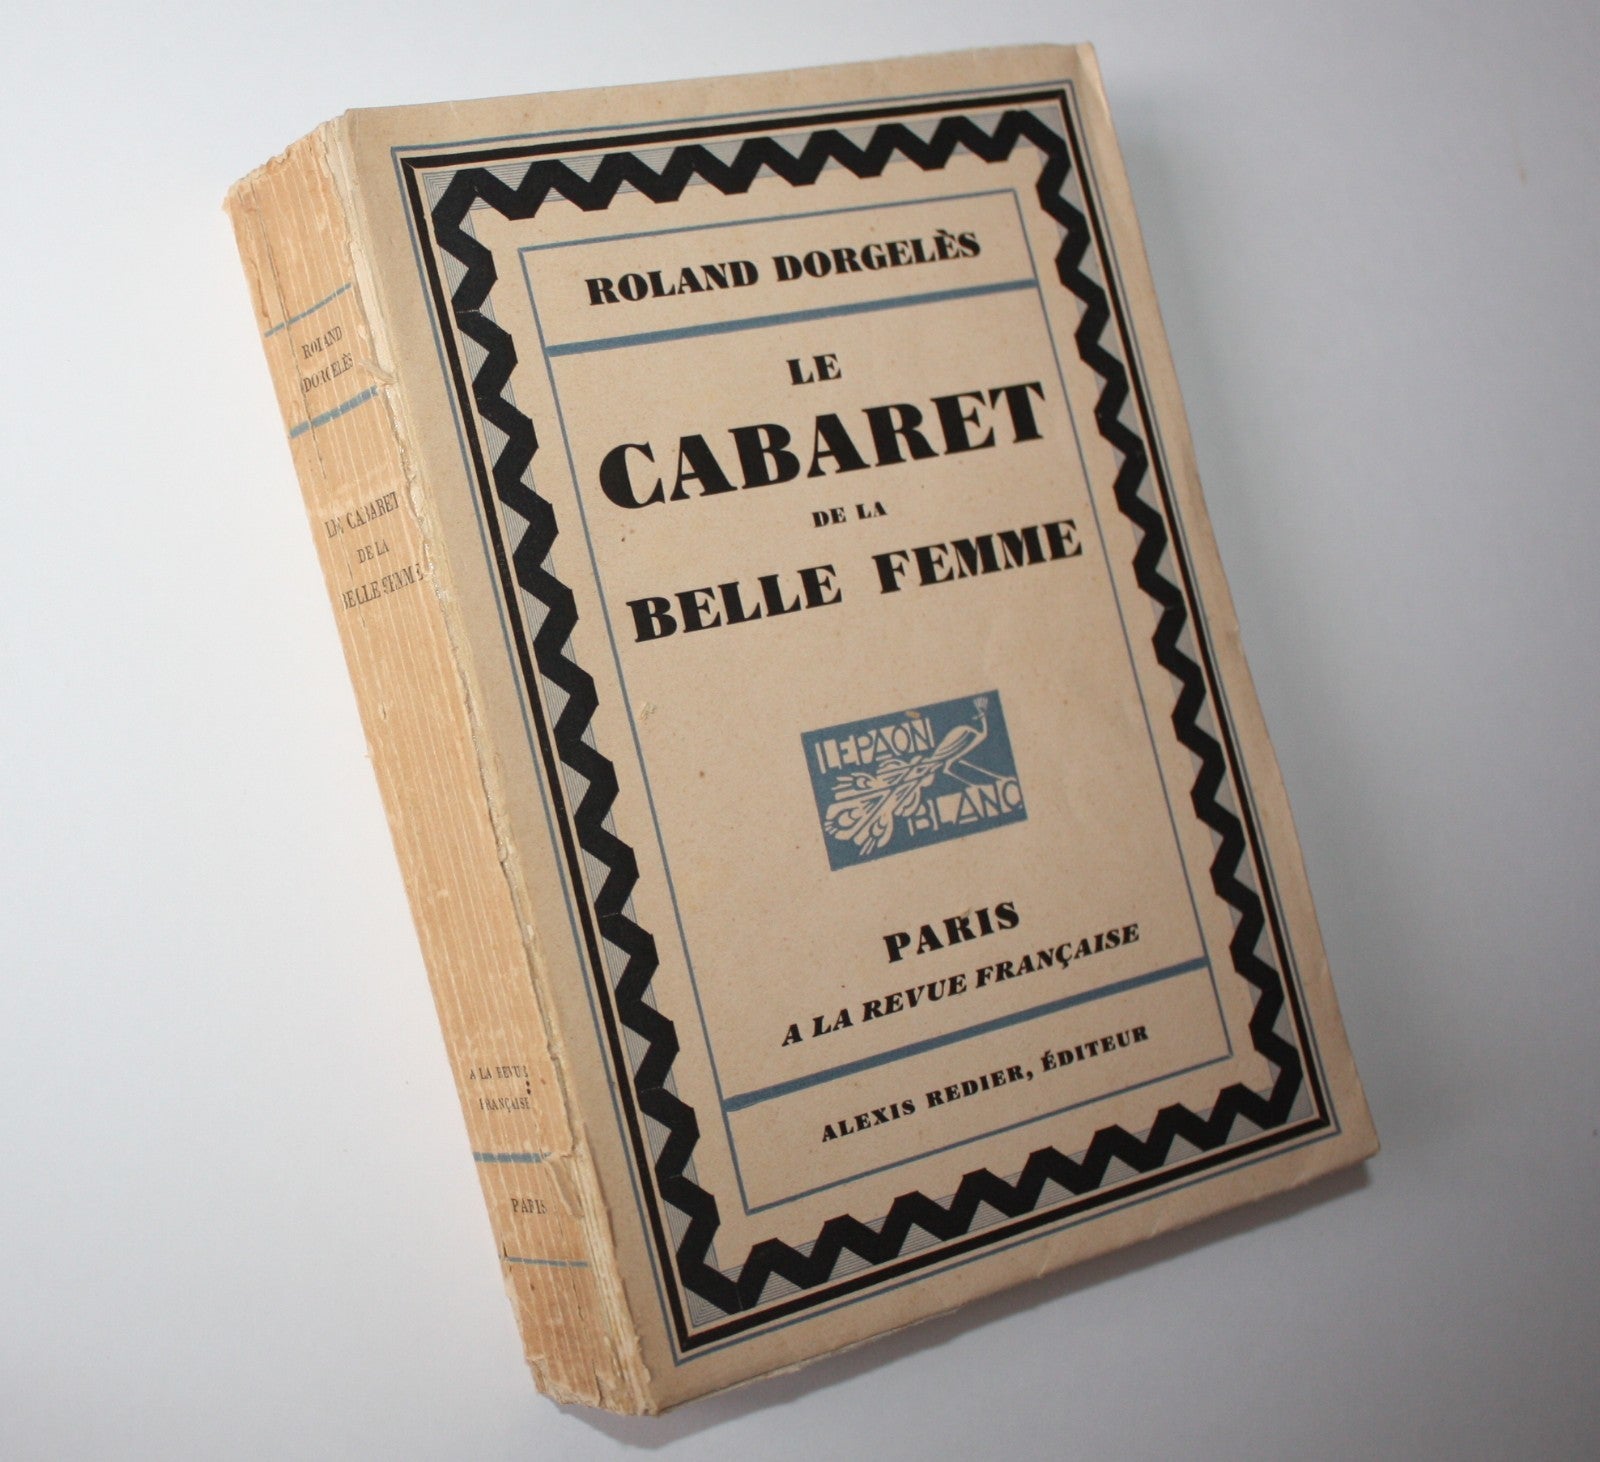 ROLAND DORGELÈS
LE
CABARET
DE LA
BELLE FEMME
LE PAON
BLANC
PARIS
A LA REVUE FRANÇAISE
ALEXIS REDIER, ÉDITEUR
ROLAND
DORGELÈS
LE CABARET
DE LA
BELLE FEMME
A LA REVUE
FRANÇAISE
PARIS